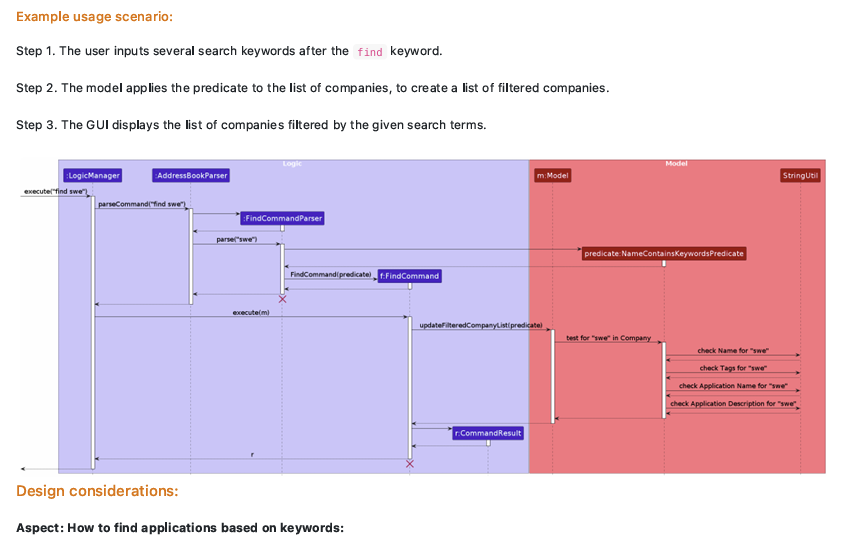 Example usage scenario:
Step 1. The user inputs several search keywords after the find keyword.
Step 2. The model applies the predicate to the list of companies, to create a list of filtered companies.
Step 3. The GUI displays the list of companies filtered by the given search terms.
Logic
Model
:LogicManager
:AddressBookParser
m:Model
StringUtil
execute("find swe")
parseCommand("find swe")
:FindCommandParser
parse("swe")
predicate:NameContainsKeywordsPredicate
FindCommand(predicate)
f:FindCommand
execute(m)
updateFilteredCompanyList(predicate)
test for "swe" in Company
check Name for "swe"
check Tags for "swe"
check Application Name for "swe"
check Application Description for "swe"
r:CommandResult
r
Design considerations:
Aspect: How to find applications based on keywords: